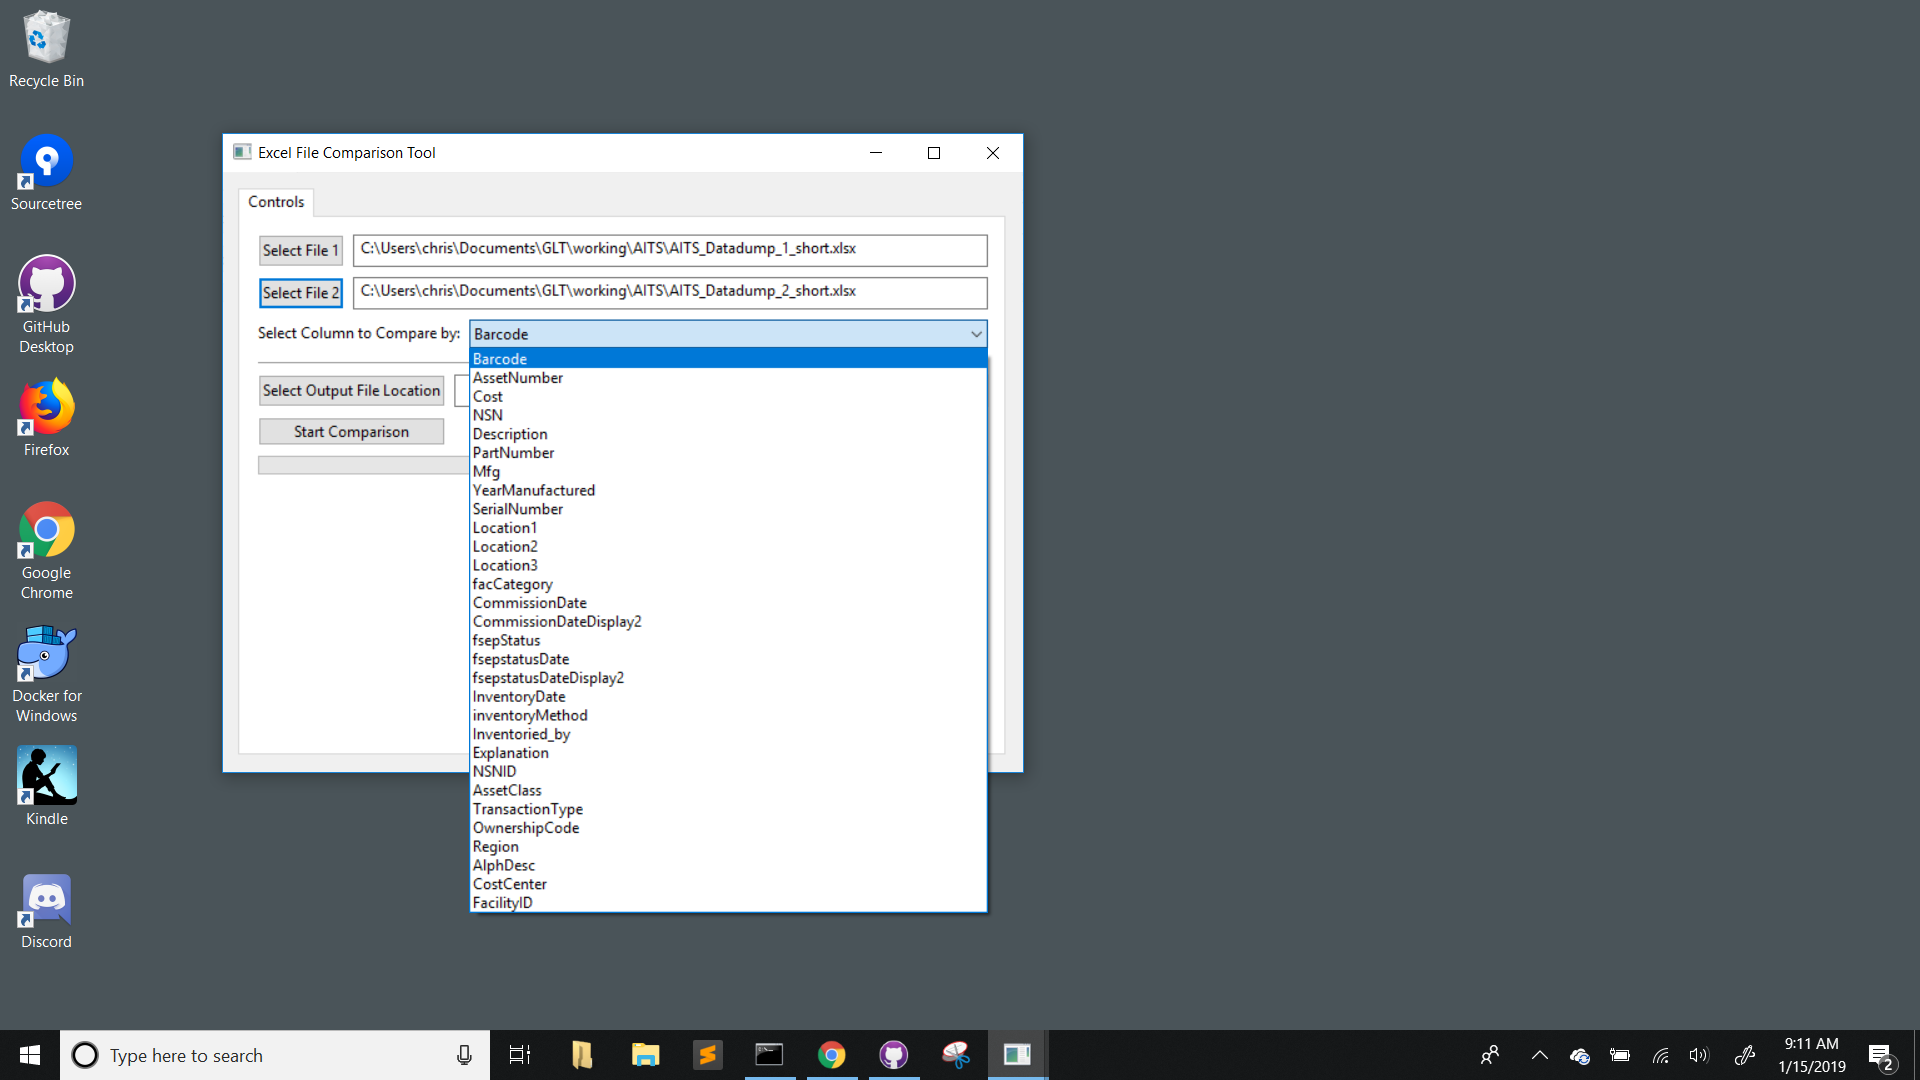 Recycle Bin
Sourcetree
GitHub
Desktop
Firefox
Google
Chrome
Docker for
Windows
Kindle
Discord
Excel File Comparison Tool
Controls
Select File 1
C:\Users\chris\Documents\GLT\working\AITS\AITS_Datadump_1_short.xlsx
Select File 2
C:\Users\chris\Documents\GLT\working\AITS\AITS_Datadump_2_short.xlsx
Select Column to Compare by:
Barcode
Select Output File Location
Start Comparison
Barcode
AssetNumber
Cost
NSN
Description
PartNumber
Mfg
YearManufactured
SerialNumber
Location1
Location2
Location3
facCategory
CommissionDate
CommissionDateDisplay2
fsepStatus
fsepstatusDate
fsepstatusDateDisplay2
InventoryDate
inventoryMethod
Inventoried_by
Explanation
NSNID
AssetClass
TransactionType
OwnershipCode
Region
AlphDesc
CostCenter
FacilityID
Type here to search
9:11 AM
1/15/2019
2